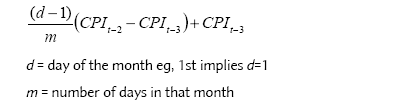 (d – 1)/m (CPI_{t–2} – CPI_{t–3}) + CPI_{t–3}
d = day of the month eg, 1st implies d=1
m = number of days in that month